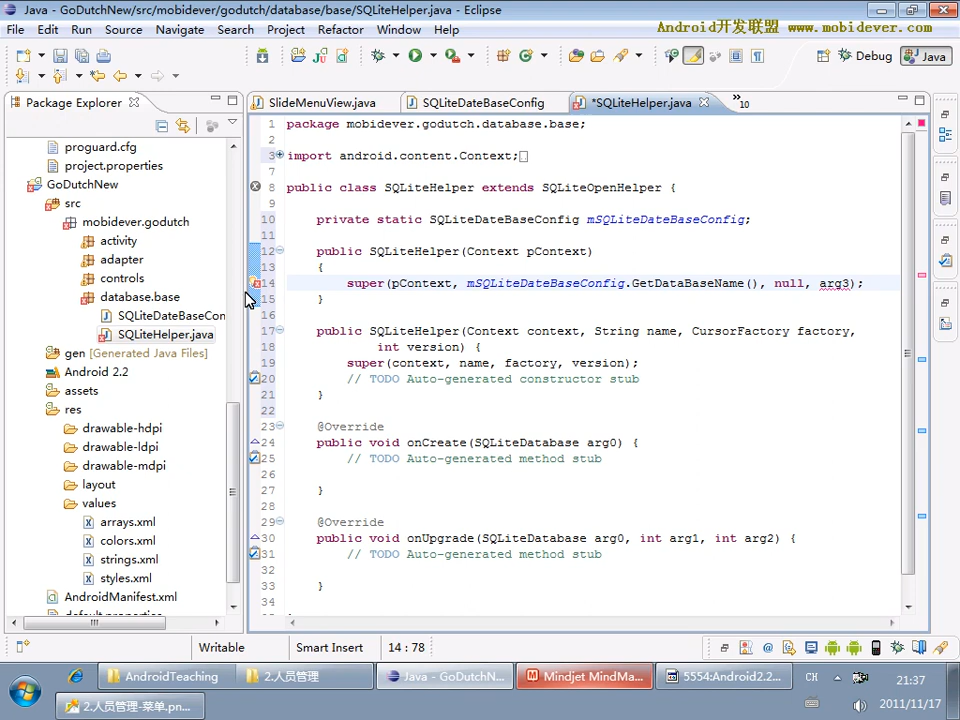 Java - GoDutchNew/src/mobidever/godutch/database/base/SQLiteHelper.java - Eclipse
File Edit Run Source Navigate Search Project Refactor Window Help
Android开发联盟 www.mobidever.com
Debug Java
Package Explorer
SlideMenuView.java SQLiteDateBaseConfig *SQLiteHelper.java »10
proguard.cfg
project.properties
GoDutchNew
src
mobidever.godutch
activity
adapter
controls
database.base
SQLiteDateBaseCon
SQLiteHelper.java
gen [Generated Java Files]
Android 2.2
assets
res
drawable-hdpi
drawable-ldpi
drawable-mdpi
layout
values
arrays.xml
colors.xml
strings.xml
styles.xml
AndroidManifest.xml
default.properties
1 package mobidever.godutch.database.base;
2
3 import android.content.Context;
7
8 public class SQLiteHelper extends SQLiteOpenHelper {
9
10 private static SQLiteDateBaseConfig mSQLiteDateBaseConfig;
11
12 public SQLiteHelper(Context pContext)
13 {
14 super(pContext, mSQLiteDateBaseConfig.GetDataBaseName(), null, arg3);
15 }
16
17 public SQLiteHelper(Context context, String name, CursorFactory factory,
18 int version) {
19 super(context, name, factory, version);
20 // TODO Auto-generated constructor stub
21 }
22
23 @Override
24 public void onCreate(SQLiteDatabase arg0) {
25 // TODO Auto-generated method stub
26
27 }
28
29 @Override
30 public void onUpgrade(SQLiteDatabase arg0, int arg1, int arg2) {
31 // TODO Auto-generated method stub
32
33 }
34
Writable Smart Insert 14 : 78
AndroidTeaching 2.人员管理 Java - GoDutchN... Mindjet MindMa... 5554:Android2.2... CH 21:37
2.人员管理-菜单.pn... 2011/11/17